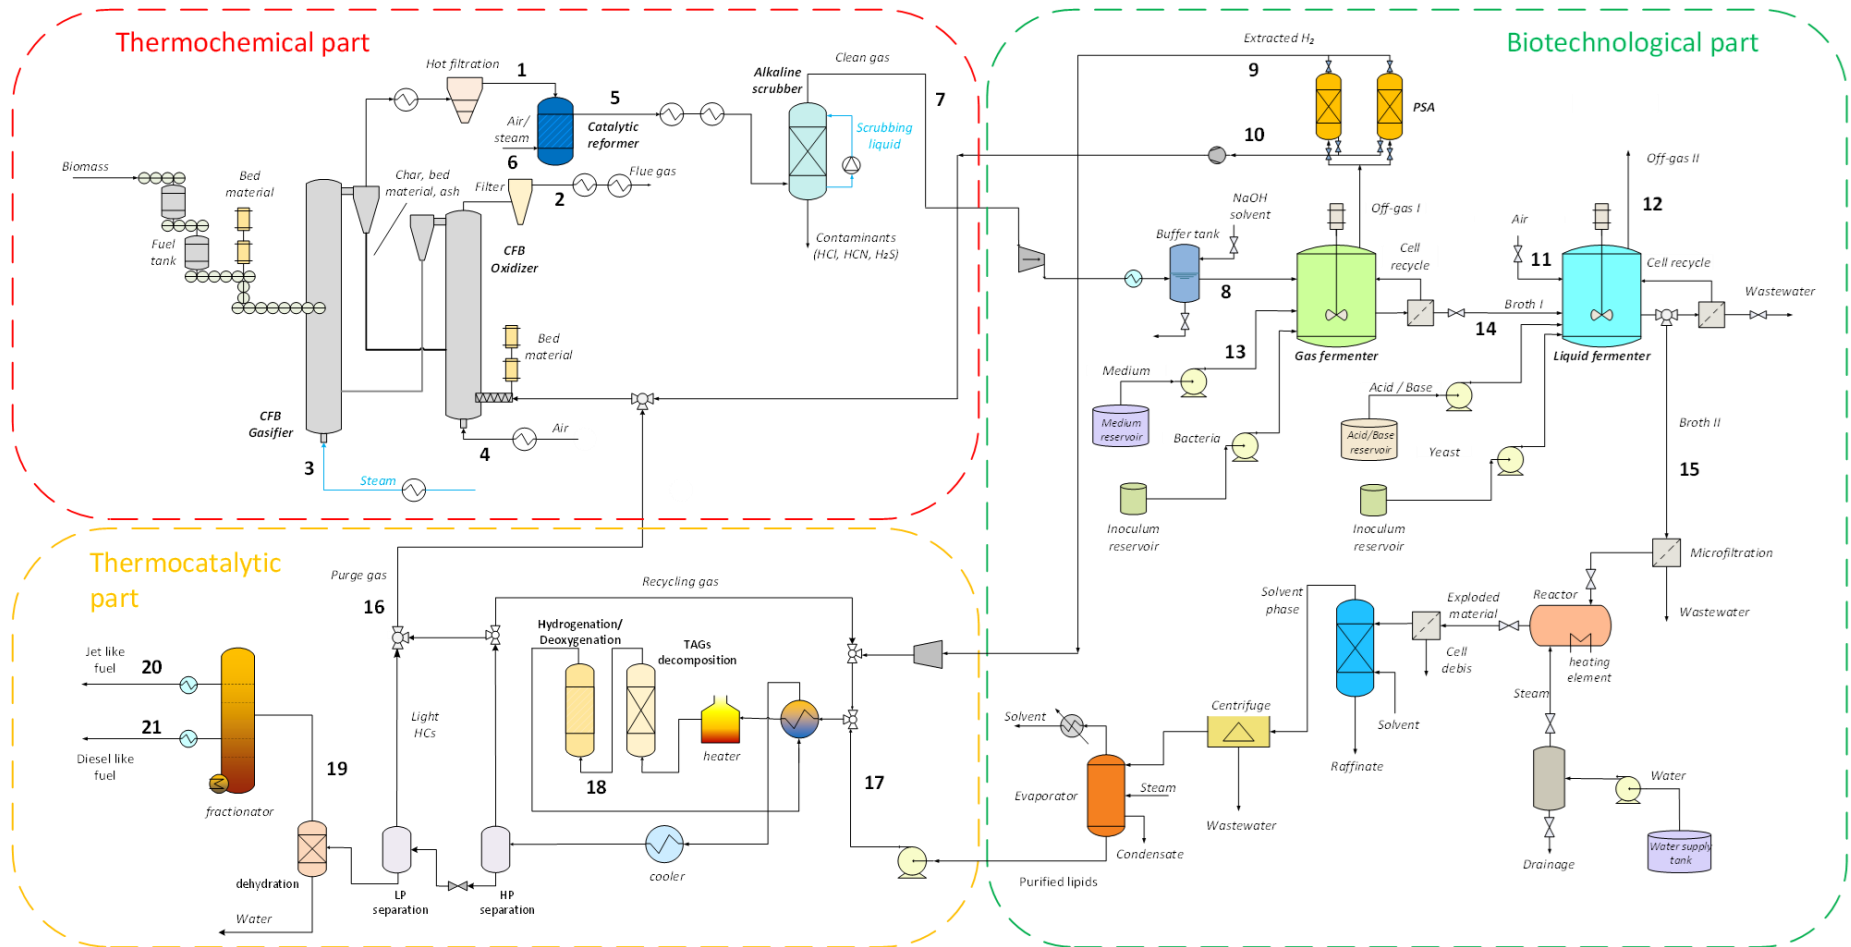 Thermochemical part
Biotechnological part
Hot filtration
1
Air/
steam
6
Catalytic
reformer
5
Alkaline
scrubber
Clean gas
7
Scrubbing
liquid
Contaminants
(HCl, HCN, H₂S)
Biomass
Fuel
tank
Bed
material
Char, bed
material, ash
Filter
2
Flue gas
CFB
Oxidizer
Bed
material
CFB
Gasifier
3
Steam
4
Air
Extracted H₂
9
10
PSA
Off-gas I
NaOH
solvent
Buffer tank
8
Cell
recycle
Gas fermenter
Broth I
14
13
Medium
Medium
reservoir
Bacteria
Inoculum
reservoir
Air
11
Off-gas II
12
Cell recycle
Wastewater
Liquid fermenter
Acid / Base
Acid/Base
reservoir
Yeast
Inoculum
reservoir
Broth II
15
Microfiltration
Wastewater
Reactor
heating
element
Exploded
material
Cell
debis
Steam
Water
Water supply
tank
Drainage
Solvent
phase
Solvent
Raffinate
Centrifuge
Wastewater
Solvent
Evaporator
Steam
Condensate
Purified lipids
Thermocatalytic
part
Purge gas
16
Recycling gas
Hydrogenation/
Deoxygenation
TAGs
decomposition
heater
18
17
Light
HCs
Jet like
fuel
20
21
Diesel like
fuel
fractionator
19
dehydration
Water
LP
separation
HP
separation
cooler